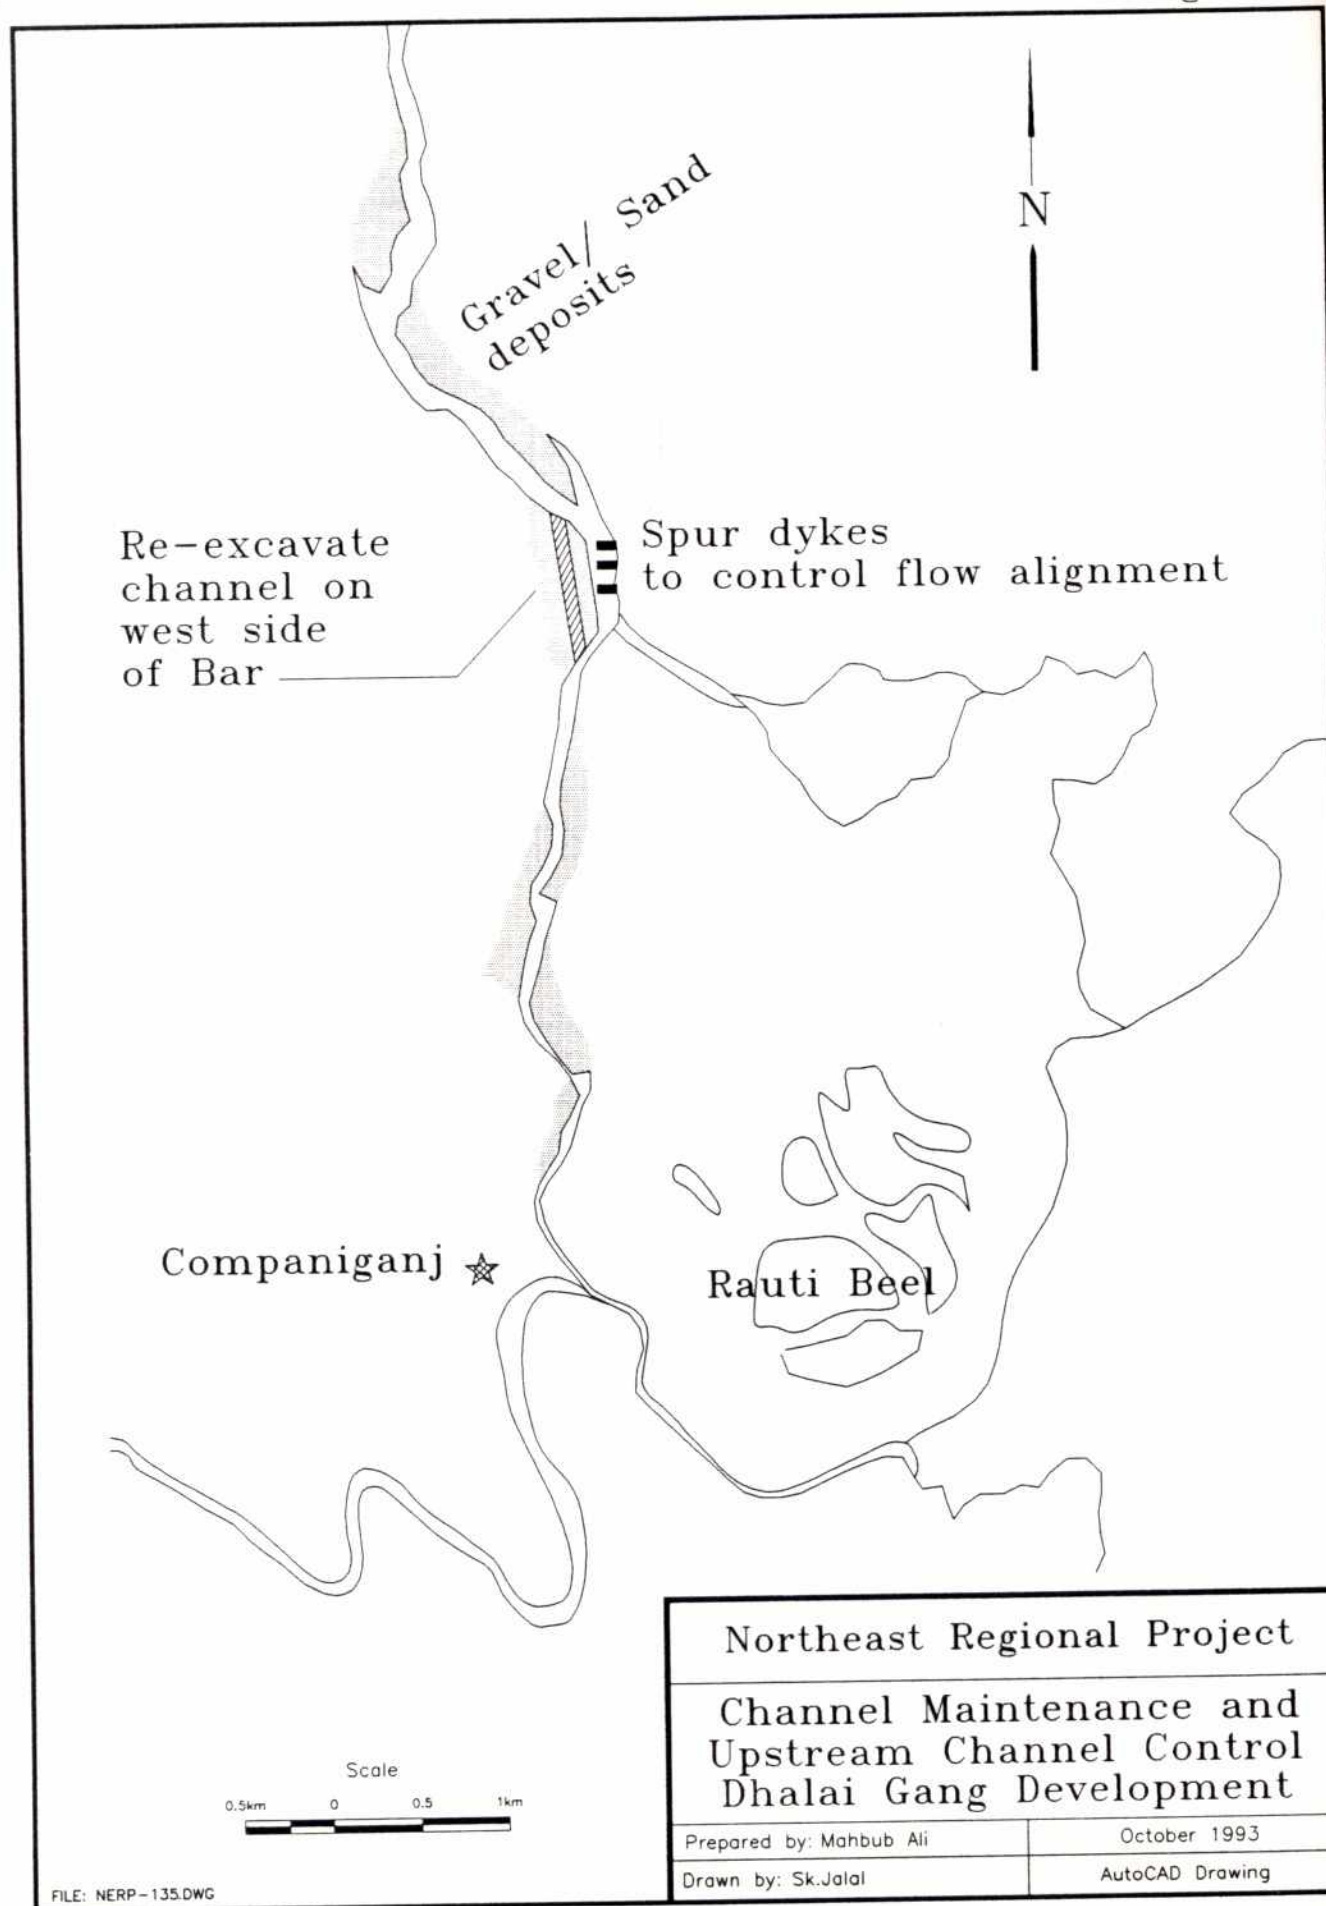 N
Gravel/ Sand
deposits
Re-excavate
channel on
west side
of Bar
Spur dykes
to control flow alignment
Companiganj
Rauti Beel
Northeast Regional Project
Channel Maintenance and
Upstream Channel Control
Dhalai Gang Development
Scale
0.5km 0 0.5 1km
Prepared by: Mahbub Ali
October 1993
Drawn by: Sk.Jalal
AutoCAD Drawing
FILE: NERP-135.DWG